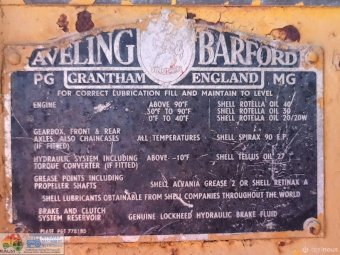 AVELING BARFORD
PG GRANTHAM ENGLAND MG
FOR CORRECT LUBRICATION FILL AND MAINTAIN TO LEVEL
ENGINE ABOVE 90°F SHELL ROTELLA OIL 40
30°F TO 90°F SHELL ROTELLA OIL 30
0°F TO 40°F SHELL ROTELLA OIL 20/20W
GEARBOX, FRONT & REAR
AXLES, ALSO CHAINCASES ALL TEMPERATURES SHELL SPIRAX 90 E.P.
(IF FITTED)
HYDRAULIC SYSTEM INCLUDING ABOVE -10°F SHELL TELLUS OIL 27
TORQUE CONVERTER (IF FITTED)
GREASE POINTS INCLUDING
PROPELLER SHAFTS SHELL ALVANIA GREASE 2 OR SHELL RETINAX A
SHELL LUBRICANTS OBTAINABLE FROM SHELL COMPANIES THROUGHOUT THE WORLD
BRAKE AND CLUTCH
SYSTEM RESERVOIR GENUINE LOCKHEED HYDRAULIC BRAKE FLUID